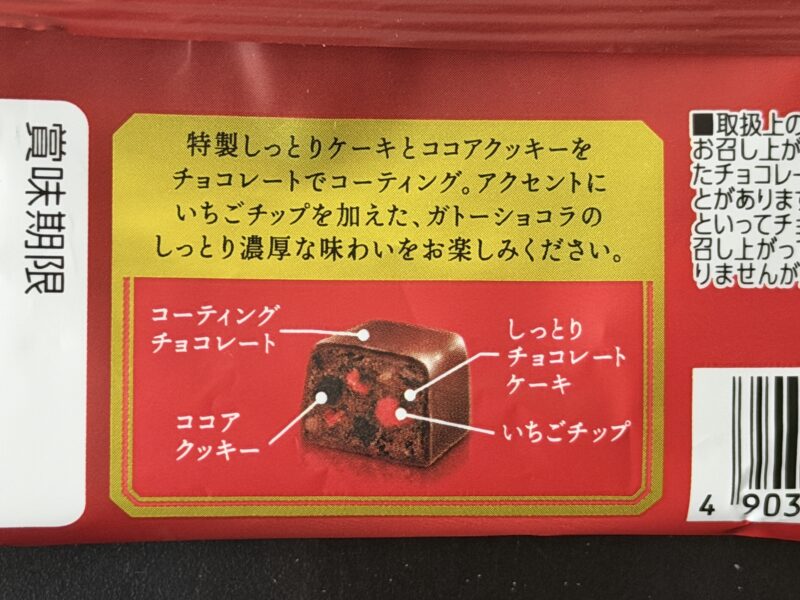 賞味期限
特製しっとりケーキとココアクッキーを
チョコレートでコーティング。アクセントに
いちごチップを加えた、ガトーショコラの
しっとり濃厚な味わいをお楽しみください。
コーティング
チョコレート
ココア
クッキー
しっとり
チョコレート
ケーキ
いちごチップ
■取扱上の
お召し上が
たチョコレー
とがあります
といってチョ
召し上がっ
りませんが
4 903